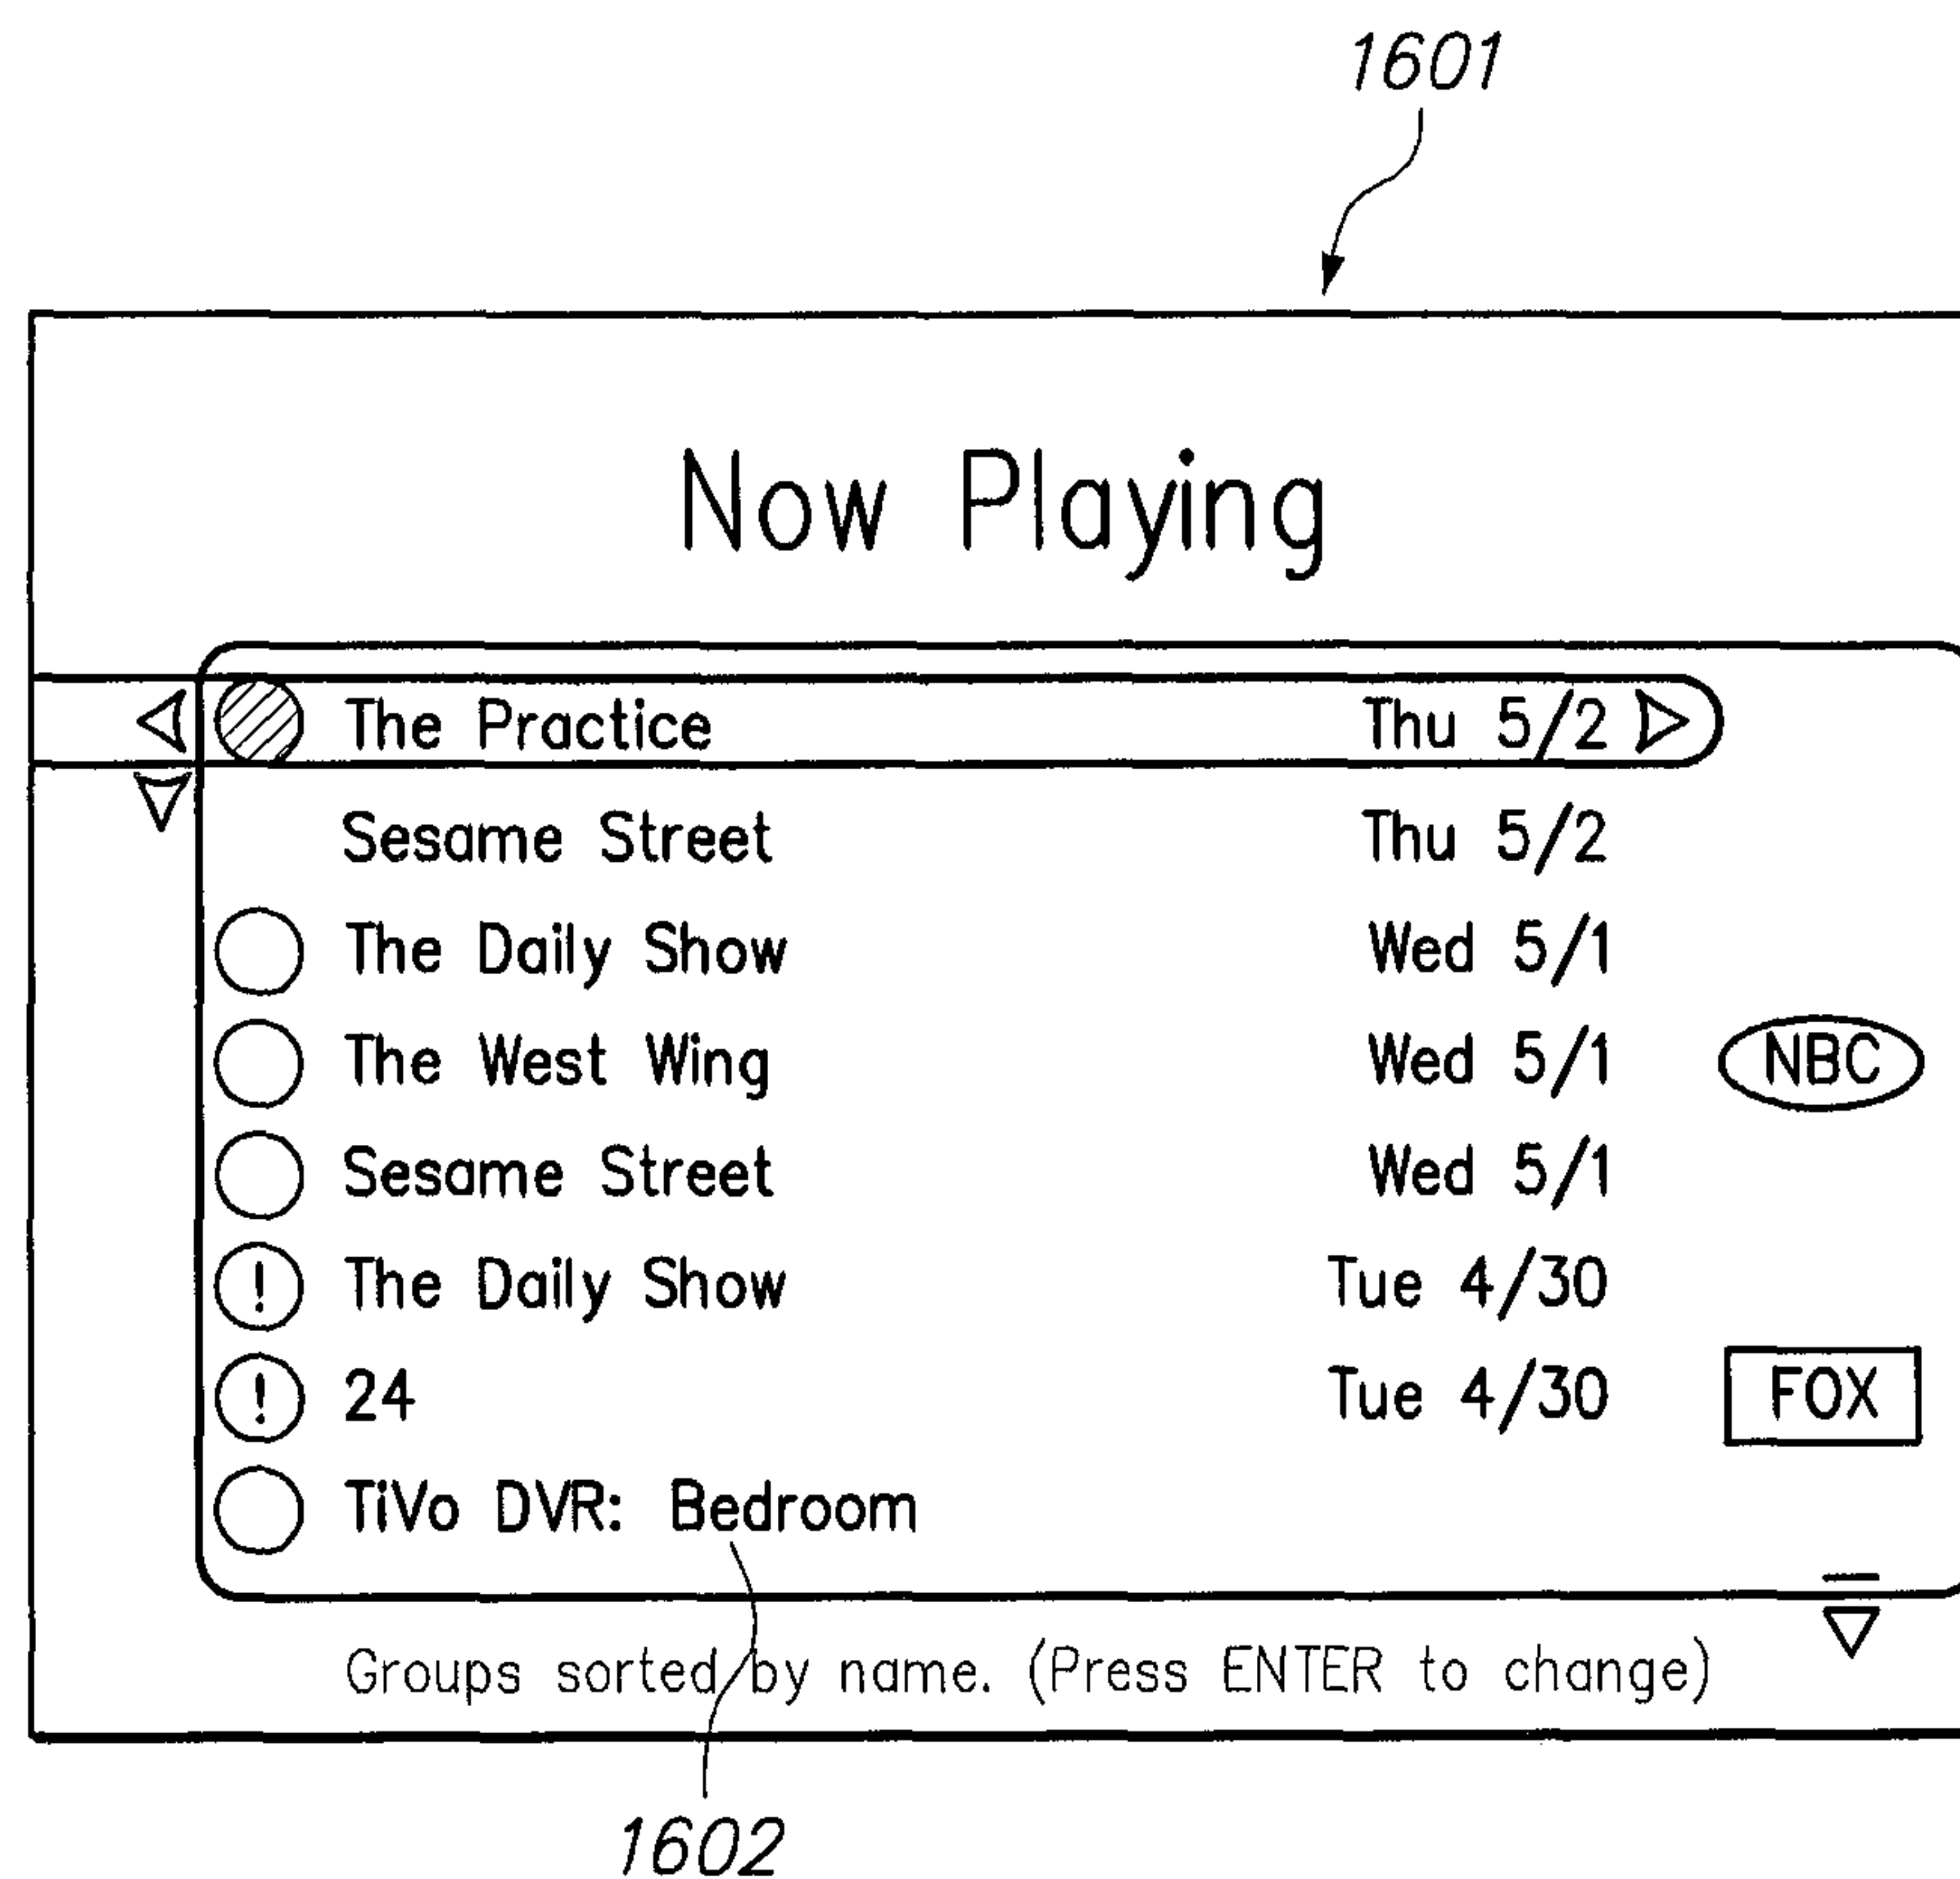 1601
Now Playing
The Practice Thu 5/2
Sesame Street Thu 5/2
The Daily Show Wed 5/1
The West Wing Wed 5/1 NBC
Sesame Street Wed 5/1
! The Daily Show Tue 4/30
! 24 Tue 4/30 FOX
TiVo DVR: Bedroom
Groups sorted by name. (Press ENTER to change)
1602